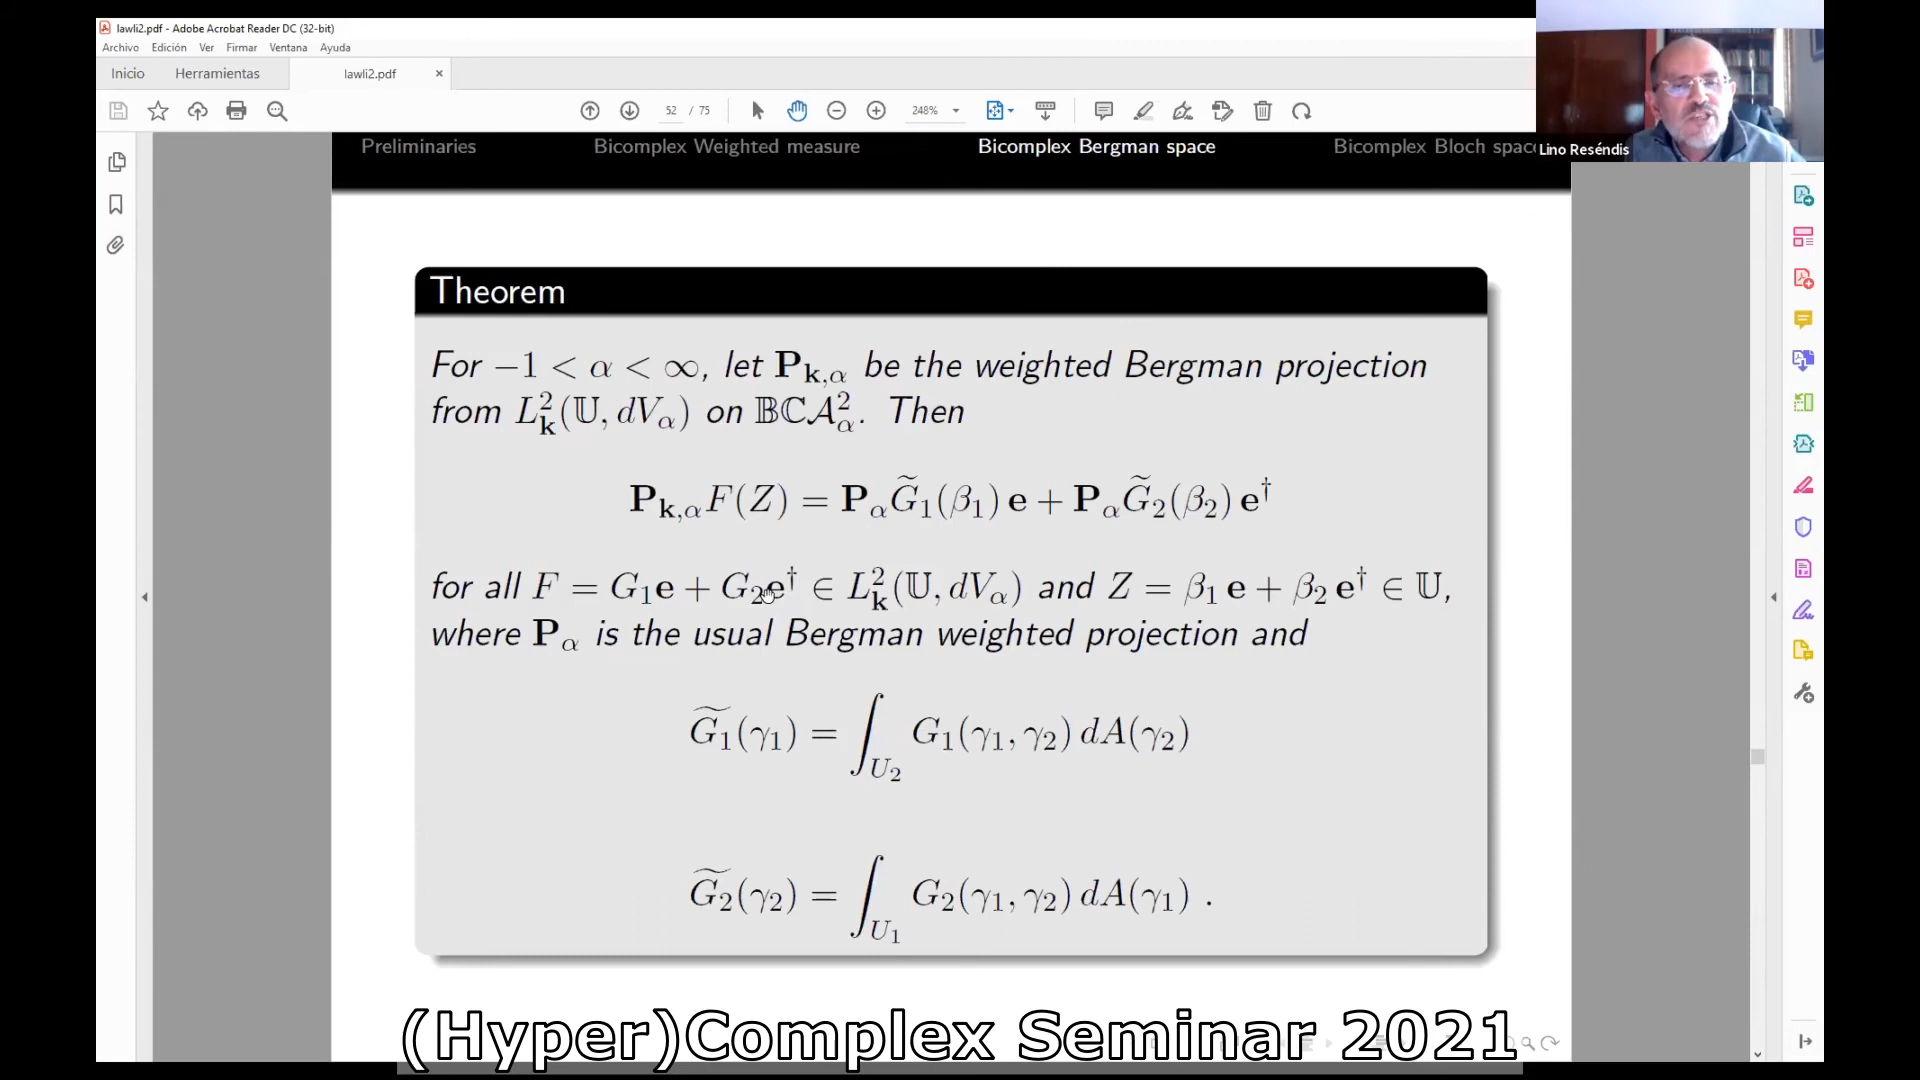 lawli2.pdf - Adobe Acrobat Reader DC (32-bit)
Archivo Edición Ver Firmar Ventana Ayuda
Inicio Herramientas lawli2.pdf ×
52 / 75 248%
Lino Reséndis
Preliminaries Bicomplex Weighted measure Bicomplex Bergman space Bicomplex Bloch space
Theorem
For −1 < α < ∞, let P_{k,α} be the weighted Bergman projection
from L²_k(𝕌, dV_α) on 𝔹ℂ𝒜²_α. Then
P_{k,α}F(Z) = P_α G̃₁(β₁) e + P_α G̃₂(β₂) e†
for all F = G₁e + G₂e† ∈ L²_k(𝕌, dV_α) and Z = β₁ e + β₂ e† ∈ 𝕌,
where P_α is the usual Bergman weighted projection and
G̃₁(γ₁) = ∫_{U₂} G₁(γ₁, γ₂) dA(γ₂)
G̃₂(γ₂) = ∫_{U₁} G₂(γ₁, γ₂) dA(γ₁) .
(Hyper)Complex Seminar 2021